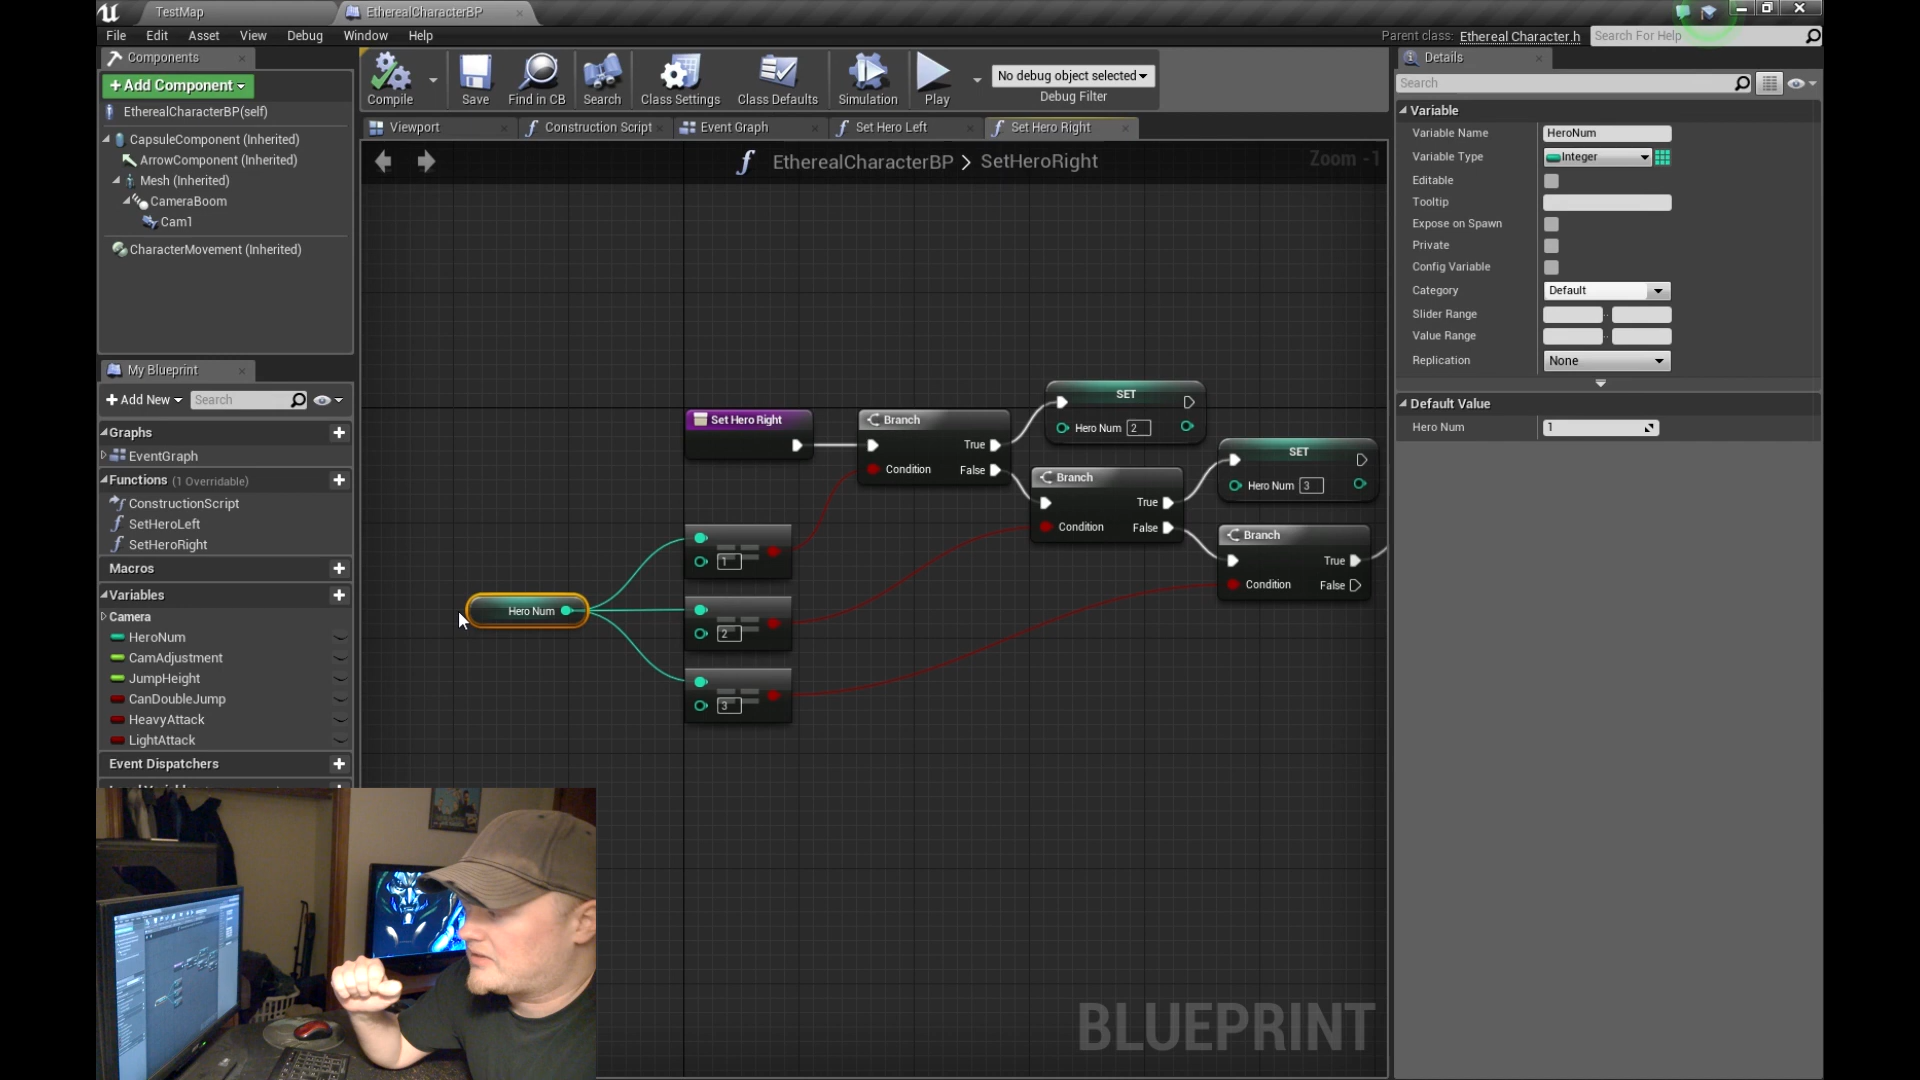 TestMap
EtherealCharacterBP
File Edit Asset View Debug Window Help
Parent class: Ethereal Character.h
Search For Help
Components
+Add Component
EtherealCharacterBP(self)
CapsuleComponent (Inherited)
ArrowComponent (Inherited)
Mesh (Inherited)
CameraBoom
Cam1
CharacterMovement (Inherited)
My Blueprint
+Add New
Search
Graphs
EventGraph
Functions (1 Overridable)
ConstructionScript
SetHeroLeft
SetHeroRight
Macros
Variables
Camera
HeroNum
CamAdjustment
JumpHeight
CanDoubleJump
HeavyAttack
LightAttack
Event Dispatchers
Compile
Save
Find in CB
Search
Class Settings
Class Defaults
Simulation
Play
No debug object selected
Debug Filter
Viewport
Construction Script
Event Graph
Set Hero Left
Set Hero Right
EtherealCharacterBP > SetHeroRight
Zoom -1
Set Hero Right
Branch
True
Condition
False
SET
Hero Num 2
Branch
True
Condition
False
SET
Hero Num 3
Branch
True
Condition
False
Hero Num
1
2
3
BLUEPRINT
Details
Search
Variable
Variable Name
HeroNum
Variable Type
Integer
Editable
Tooltip
Expose on Spawn
Private
Config Variable
Category
Default
Slider Range
Value Range
Replication
None
Default Value
Hero Num
1